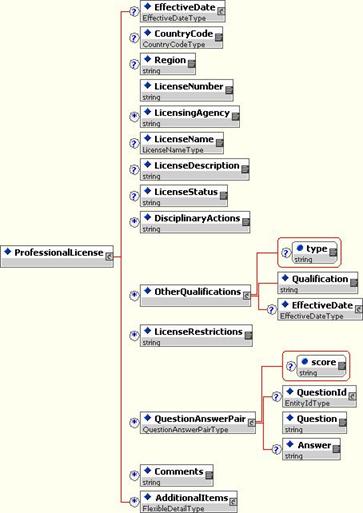 EffectiveDate
EffectiveDateType
CountryCode
CountryCodeType
Region
string
LicenseNumber
string
LicensingAgency
string
LicenseName
LicenseNameType
LicenseDescription
string
LicenseStatus
string
DisciplinaryActions
string
ProfessionalLicense
type
string
Qualification
string
OtherQualifications
EffectiveDate
EffectiveDateType
LicenseRestrictions
string
score
string
QuestionId
EntityIdType
QuestionAnswerPair
QuestionAnswerPairType
Question
string
Answer
string
Comments
string
AdditionalItems
FlexibleDetailType